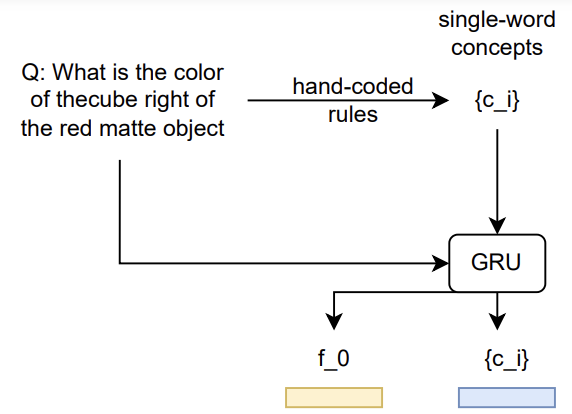 single-word
concepts
Q: What is the color
of thecube right of
the red matte object
hand-coded
rules
{c_i}
GRU
f_0
{c_i}